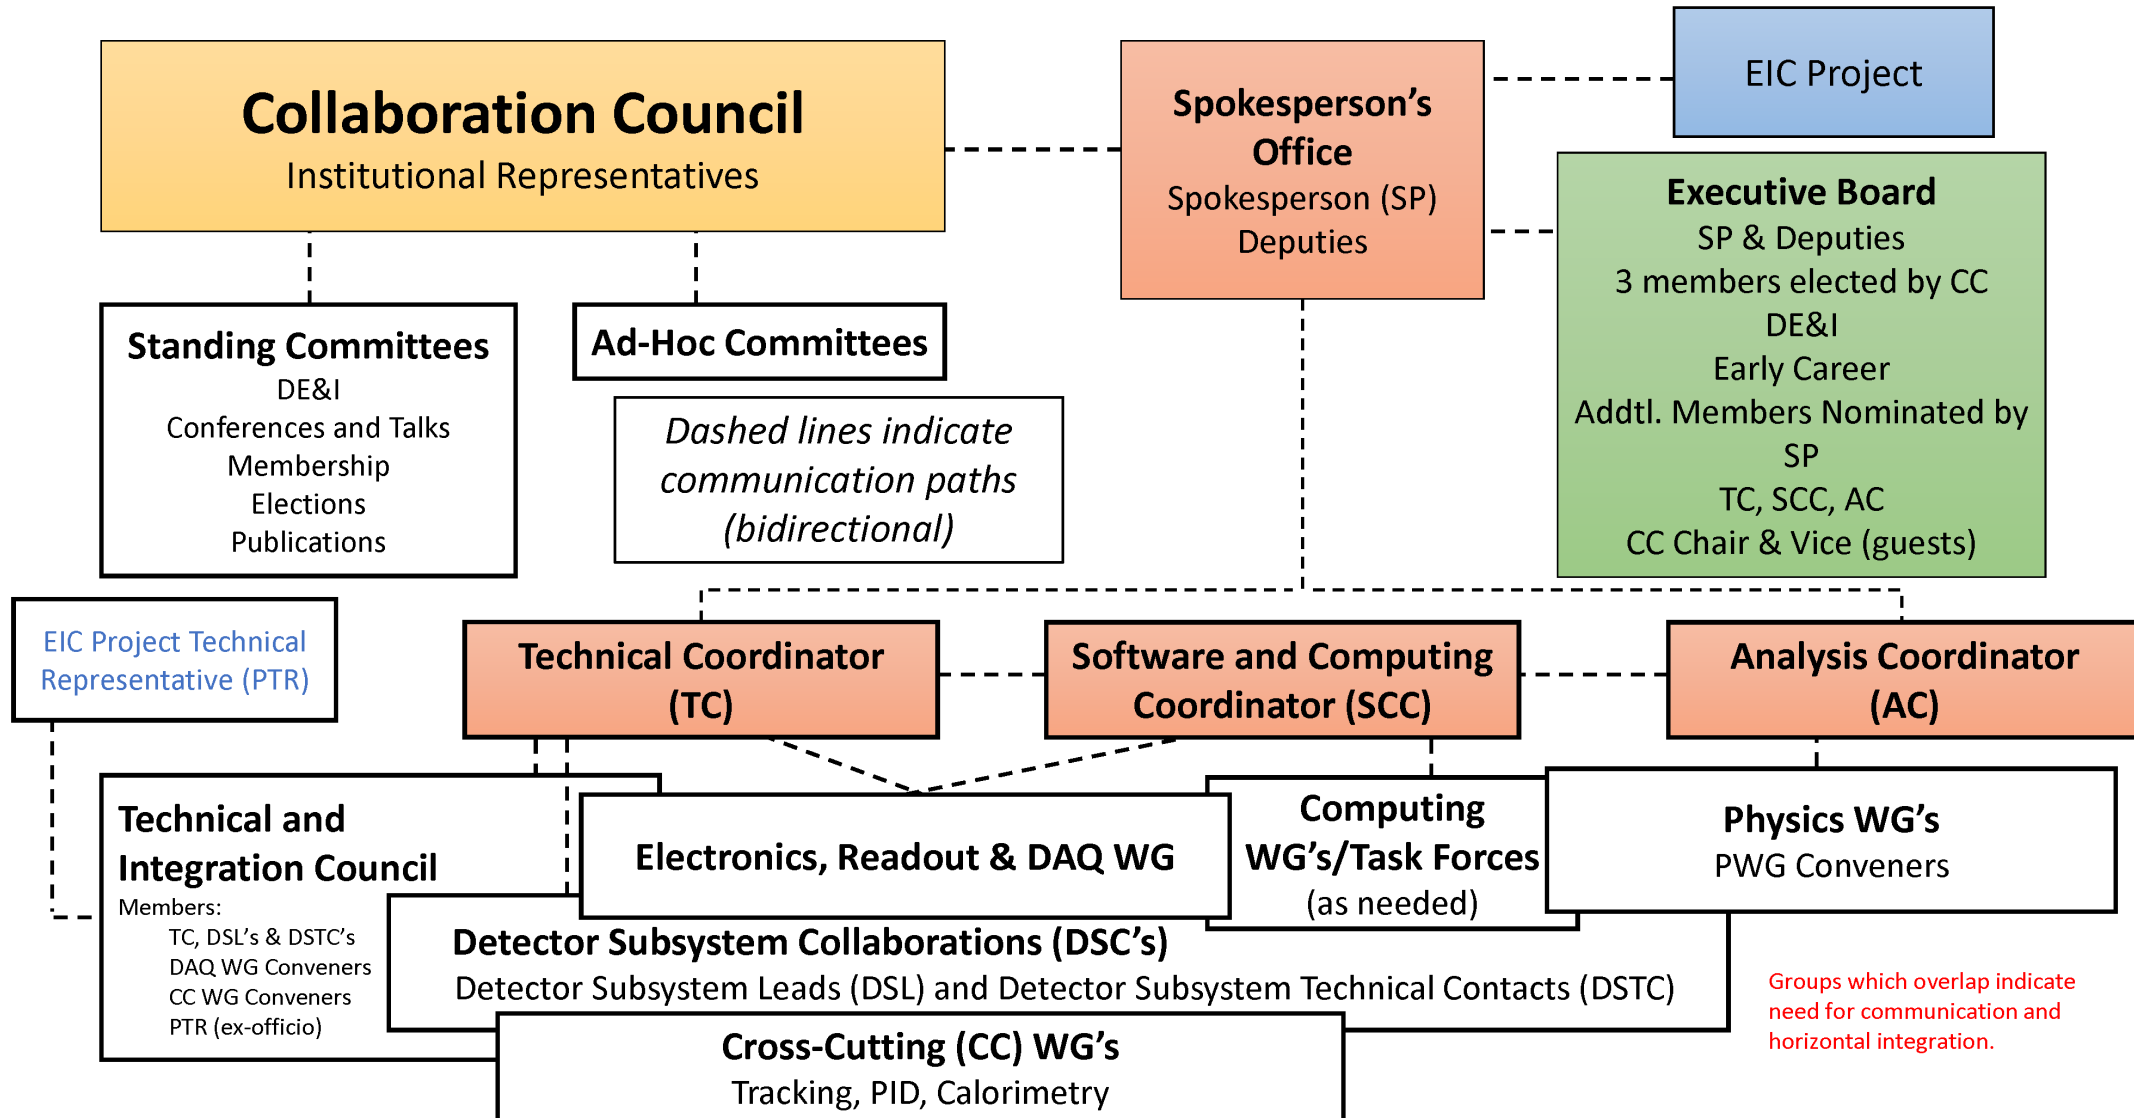 Collaboration Council
Institutional Representatives
Spokesperson’s
Office
Spokesperson (SP)
Deputies
EIC Project
Executive Board
SP & Deputies
3 members elected by CC
DE&I
Early Career
Addtl. Members Nominated by
SP
TC, SCC, AC
CC Chair & Vice (guests)
Standing Committees
DE&I
Conferences and Talks
Membership
Elections
Publications
Ad-Hoc Committees
Dashed lines indicate
communication paths
(bidirectional)
EIC Project Technical
Representative (PTR)
Technical Coordinator
(TC)
Software and Computing
Coordinator (SCC)
Analysis Coordinator
(AC)
Technical and
Integration Council
Members:
TC, DSL’s & DSTC’s
DAQ WG Conveners
CC WG Conveners
PTR (ex-officio)
Electronics, Readout & DAQ WG
Computing
WG’s/Task Forces
(as needed)
Physics WG’s
PWG Conveners
Detector Subsystem Collaborations (DSC’s)
Detector Subsystem Leads (DSL) and Detector Subsystem Technical Contacts (DSTC)
Cross-Cutting (CC) WG’s
Tracking, PID, Calorimetry
Groups which overlap indicate
need for communication and
horizontal integration.